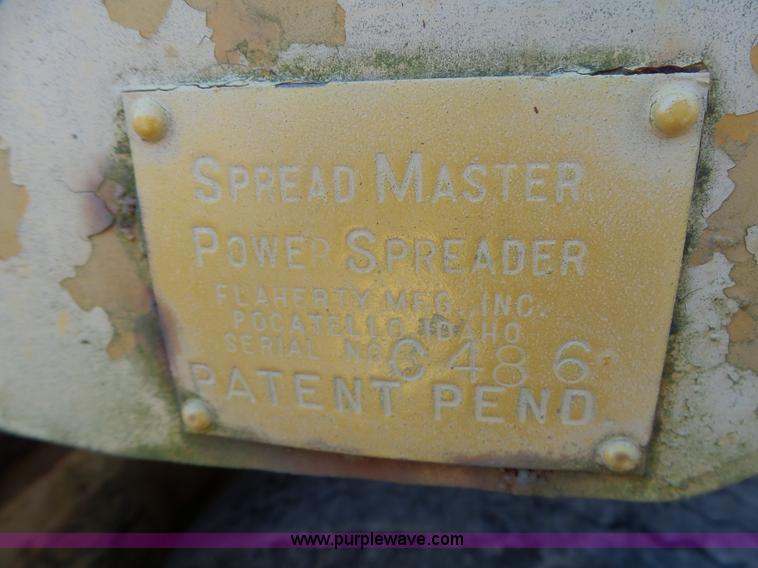 SPREAD MASTER
POWER SPREADER
FLAHERTY MFG., INC.
POCATELLO, IDAHO
SERIAL NO. C486
PATENT PEND
www.purplewave.com